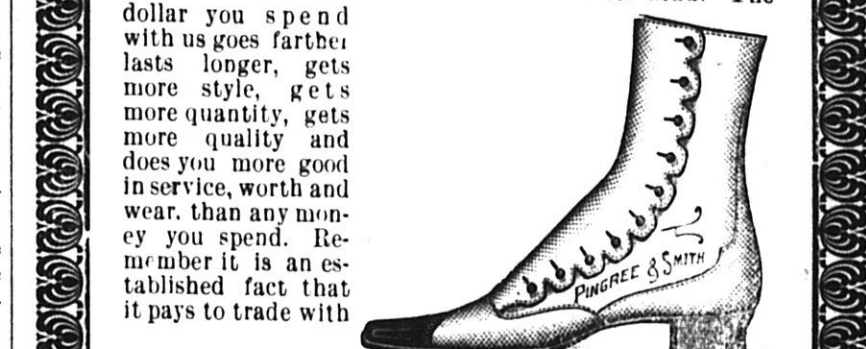 dollar you spend
with us goes farther
lasts longer, gets
more style, gets
more quantity, gets
more quality and
does you more good
in service, worth and
wear. than any mon-
ey you spend. Re-
member it is an es-
tablished fact that
it pays to trade with
PINGREE & SMITH